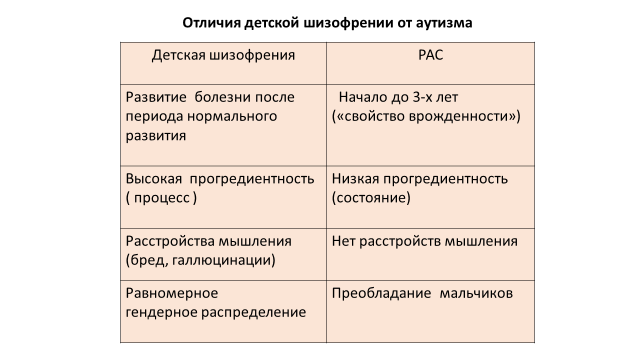 Отличия детской шизофрении от аутизма
Детская шизофрения
РАС
Развитие болезни после
периода нормального
развития
Начало до 3-х лет
(«свойство врожденности»)
Высокая прогредиентность
( процесс )
Низкая прогредиентность
(состояние)
Расстройства мышления
(бред, галлюцинации)
Нет расстройств мышления
Равномерное
гендерное распределение
Преобладание мальчиков